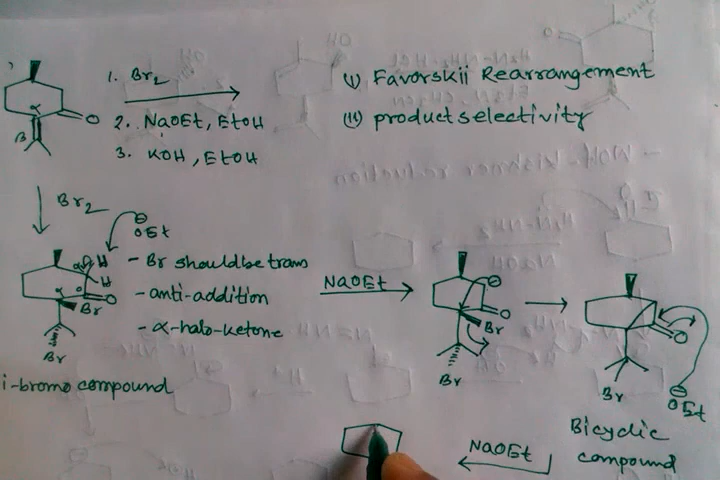 1. Br2
2. NaOEt, EtOH
3. KOH, EtOH
(i) Favorskii Rearrangement
(ii) product selectivity
α
O
β
Br2
⊖
OEt
α' H
H
α
O
Br
Br
- Br should be trans
- anti-addition
- α-halo-ketone
i-bromo compound
NaOEt
⊖
O
Br
Br
O
Br
⊖
OEt
Bicyclic
compound
NaOEt